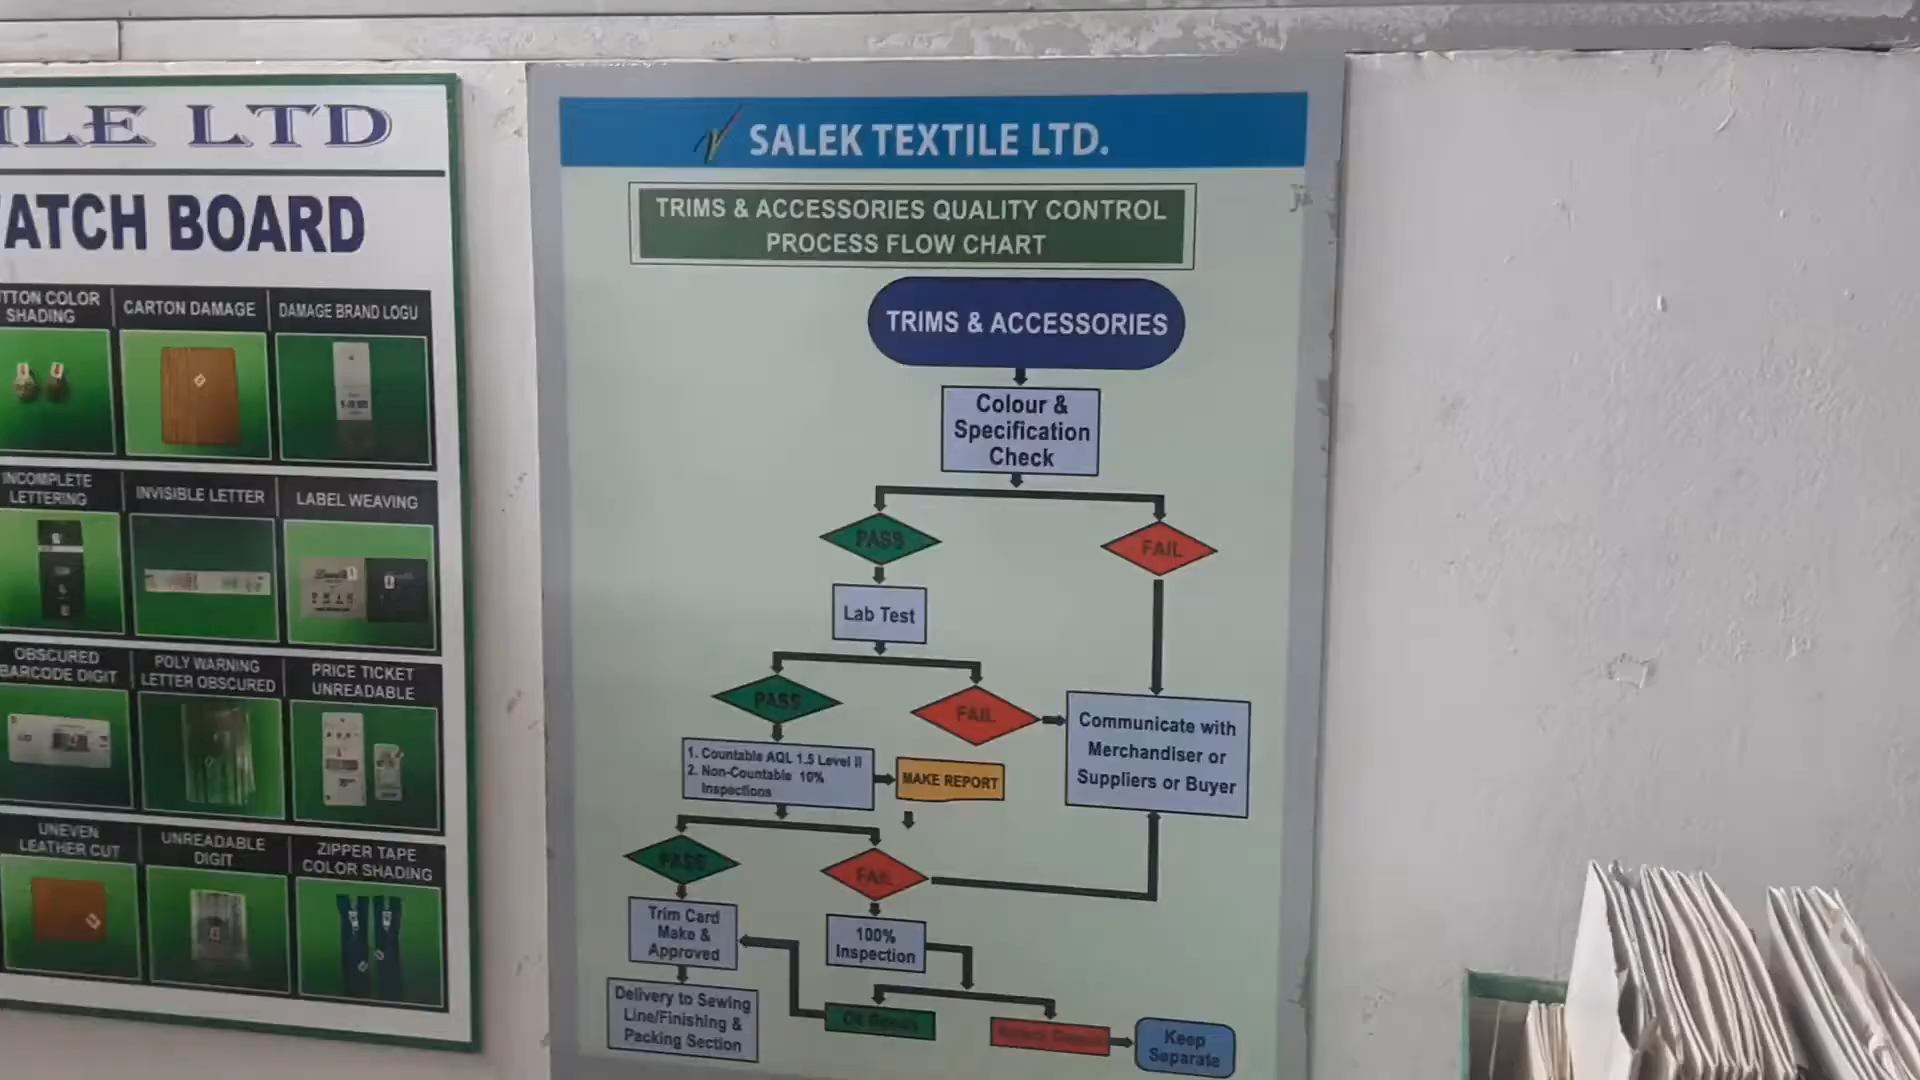 ILE LTD
ATCH BOARD
TTON COLOR
SHADING
CARTON DAMAGE
DAMAGE BRAND LOGU
INCOMPLETE
LETTERING
INVISIBLE LETTER
LABEL WEAVING
OBSCURED
BARCODE DIGIT
POLY WARNING
LETTER OBSCURED
PRICE TICKET
UNREADABLE
UNEVEN
LEATHER CUT
UNREADABLE
DIGIT
ZIPPER TAPE
COLOR SHADING
SALEK TEXTILE LTD.
TRIMS & ACCESSORIES QUALITY CONTROL
PROCESS FLOW CHART
TRIMS & ACCESSORIES
Colour &
Specification
Check
PASS
FAIL
Lab Test
PASS
FAIL
Communicate with
Merchandiser or
Suppliers or Buyer
1. Countable AQL 1.5 Level II
2. Non-Countable 10%
Inspections
MAKE REPORT
PASS
FAIL
Trim Card
Make &
Approved
100%
Inspection
Delivery to Sewing
Line/Finishing &
Packing Section
Keep
Separate